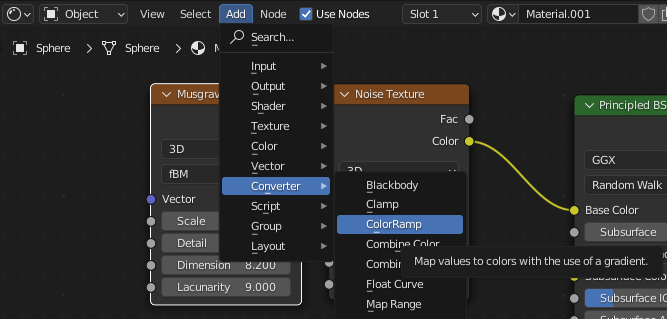 Object View Select Add Node Use Nodes Slot 1 Material.001
Search...
Sphere > Sphere > M
Input
Output
Shader
Texture
Color
Vector
Converter
Script
Group
Layout
Musgrav
3D
fBM
Vector
Scale
Detail
Dimension 8.200
Lacunarity 9.000
Noise Texture
Fac
Color
3D
Blackbody
Clamp
ColorRamp
Combine Color
Combin
Float Curve
Map Range
Map values to colors with the use of a gradient.
Principled BS
GGX
Random Walk
Base Color
Subsurface
Subsurface Color
Subsurface IO